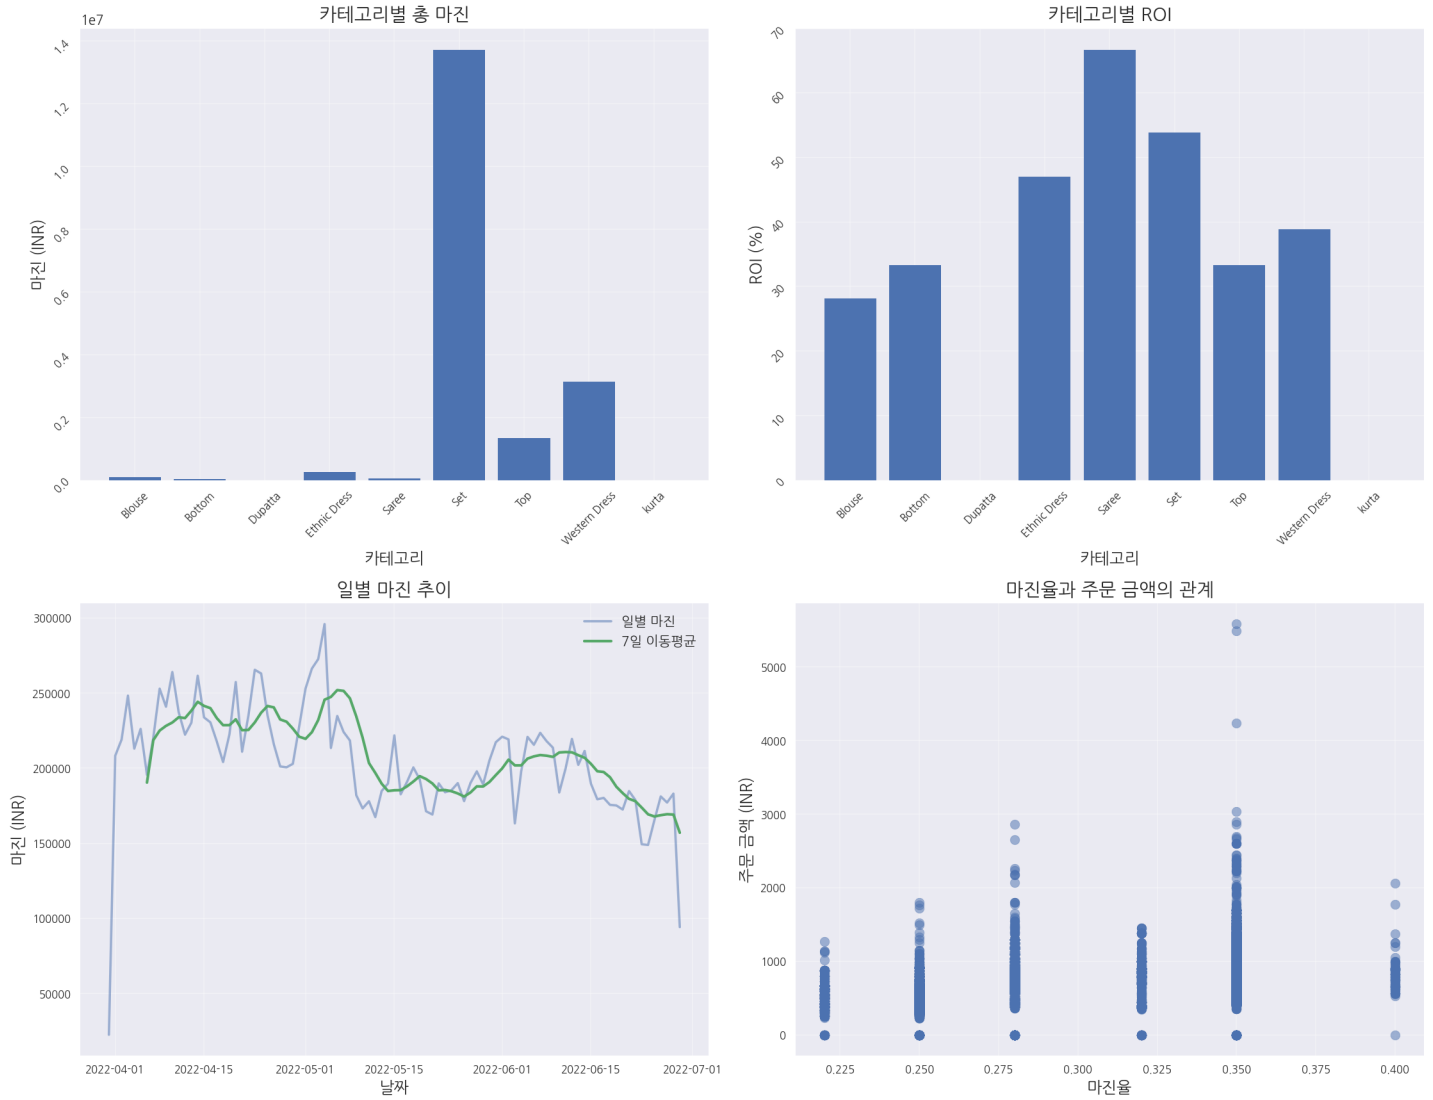 카테고리별 총 마진
1e7
1.4
1.2
1.0
0.8
0.6
0.4
0.2
0.0
마진 (INR)
Blouse
Bottom
Dupatta
Ethnic Dress
Saree
Set
Top
Western Dress
kurta
카테고리
카테고리별 ROI
70
60
50
40
30
20
10
0
ROI (%)
Blouse
Bottom
Dupatta
Ethnic Dress
Saree
Set
Top
Western Dress
kurta
카테고리
일별 마진 추이
일별 마진
7일 이동평균
300000
250000
200000
150000
100000
50000
마진 (INR)
2022-04-01
2022-04-15
2022-05-01
2022-05-15
2022-06-01
2022-06-15
2022-07-01
날짜
마진율과 주문 금액의 관계
5000
4000
3000
2000
1000
0
주문 금액 (INR)
0.225
0.250
0.275
0.300
0.325
0.350
0.375
0.400
마진율